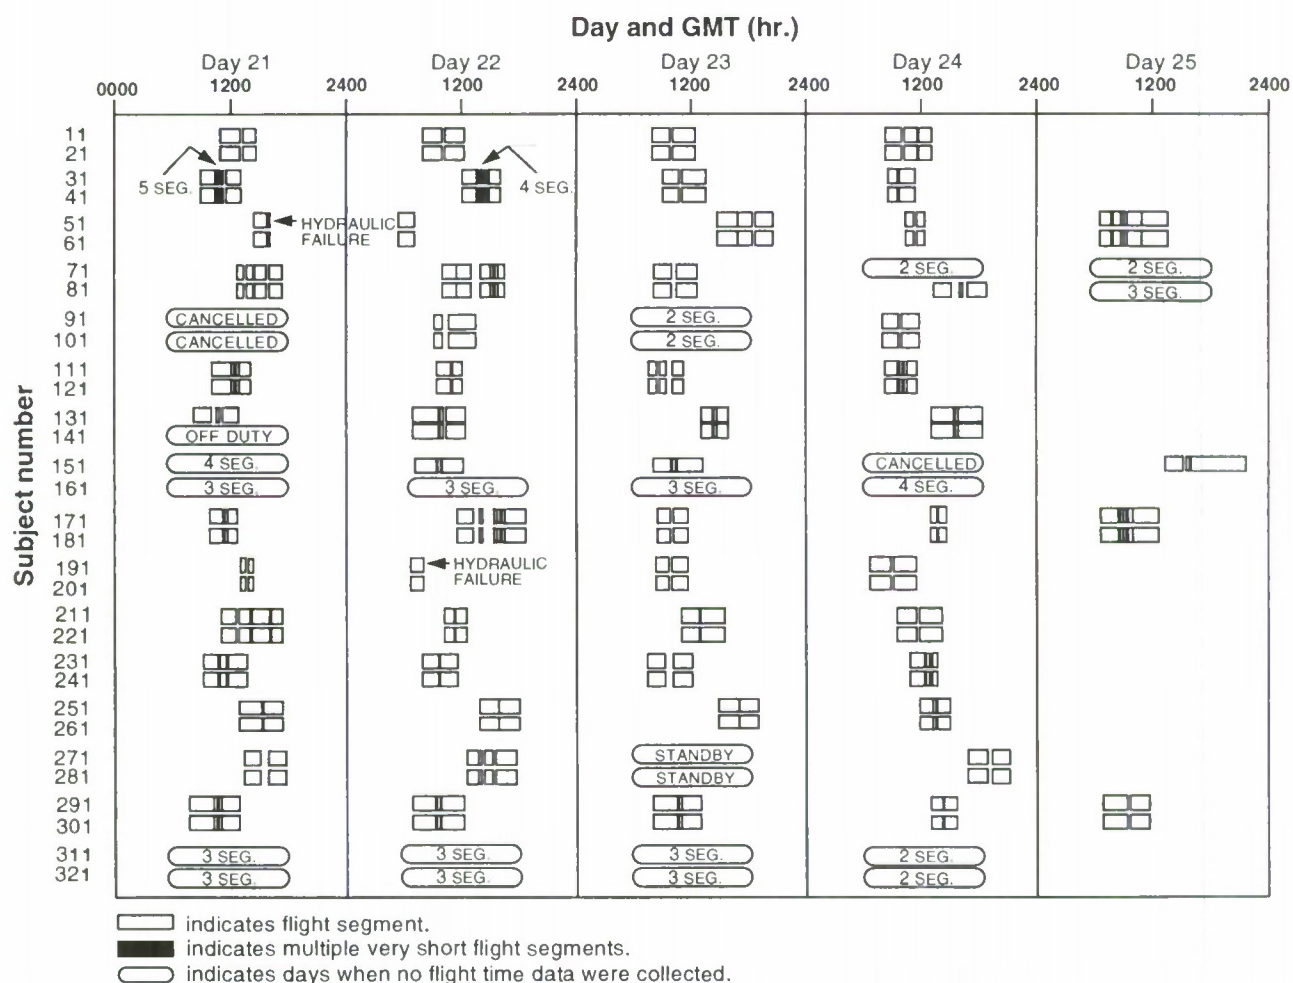 Day and GMT (hr.)
Day 21 Day 22 Day 23 Day 24 Day 25
0000 1200 2400 1200 2400 1200 2400 1200 2400 1200 2400
Subject number
11
21
5 SEG. 4 SEG.
31
41
51
HYDRAULIC
61
FAILURE
71 2 SEG. 2 SEG.
81 3 SEG.
91 CANCELLED 2 SEG.
101 CANCELLED 2 SEG.
111
121
131
141 OFF DUTY
151 4 SEG. CANCELLED
161 3 SEG. 3 SEG. 3 SEG. 4 SEG.
171
181
191 HYDRAULIC
201 FAILURE
211
221
231
241
251
261
271 STANDBY
281 STANDBY
291
301
311 3 SEG. 3 SEG. 3 SEG. 2 SEG.
321 3 SEG. 3 SEG. 3 SEG. 2 SEG.
indicates flight segment.
indicates multiple very short flight segments.
indicates days when no flight time data were collected.